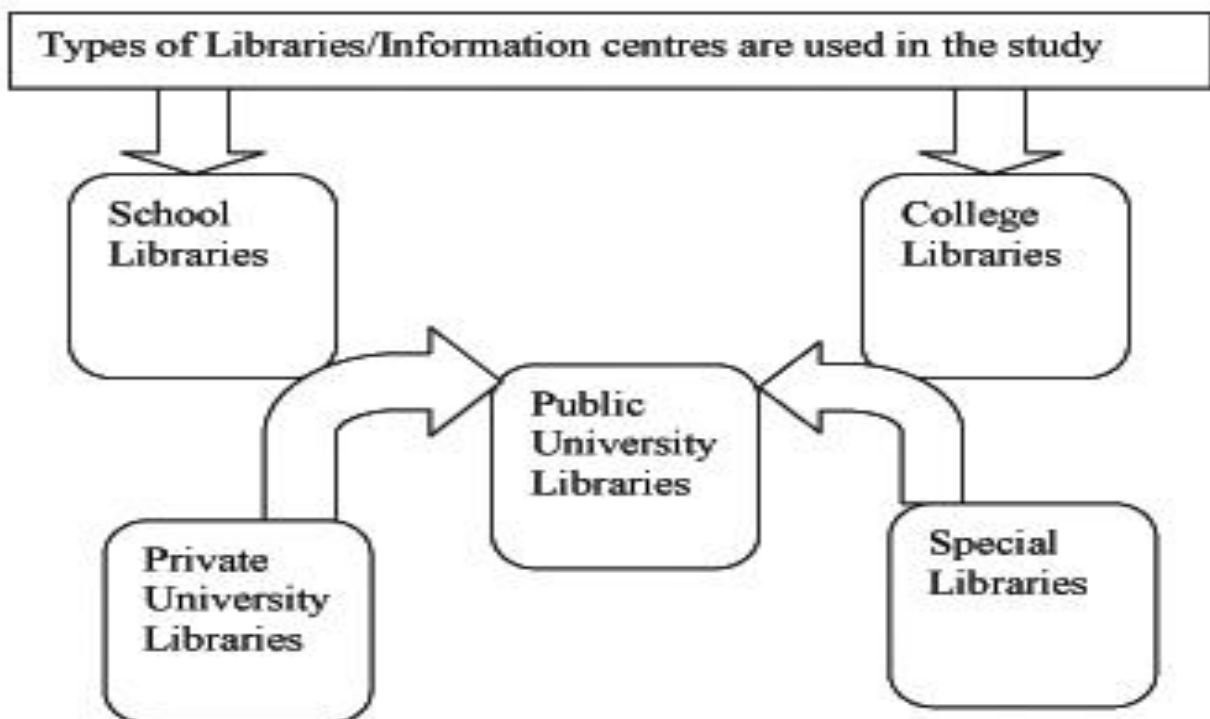 Types of Libraries/Information centres are used in the study
School
Libraries
College
Libraries
Public
University
Libraries
Private
University
Libraries
Special
Libraries